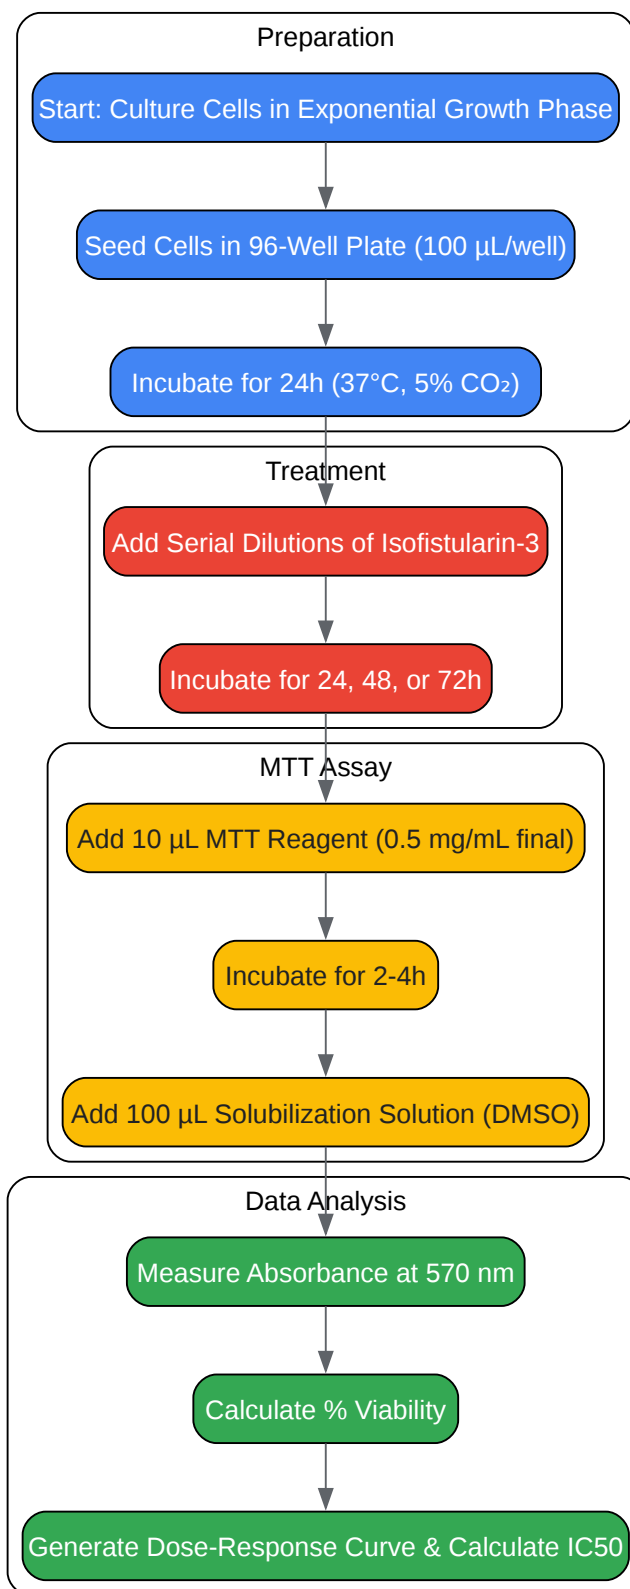 Preparation
Start: Culture Cells in Exponential Growth Phase
Seed Cells in 96-Well Plate (100 µL/well)
Incubate for 24h (37°C, 5% CO₂)
Treatment
Add Serial Dilutions of Isofistularin-3
Incubate for 24, 48, or 72h
MTT Assay
Add 10 µL MTT Reagent (0.5 mg/mL final)
Incubate for 2-4h
Add 100 µL Solubilization Solution (DMSO)
Data Analysis
Measure Absorbance at 570 nm
Calculate % Viability
Generate Dose-Response Curve & Calculate IC50